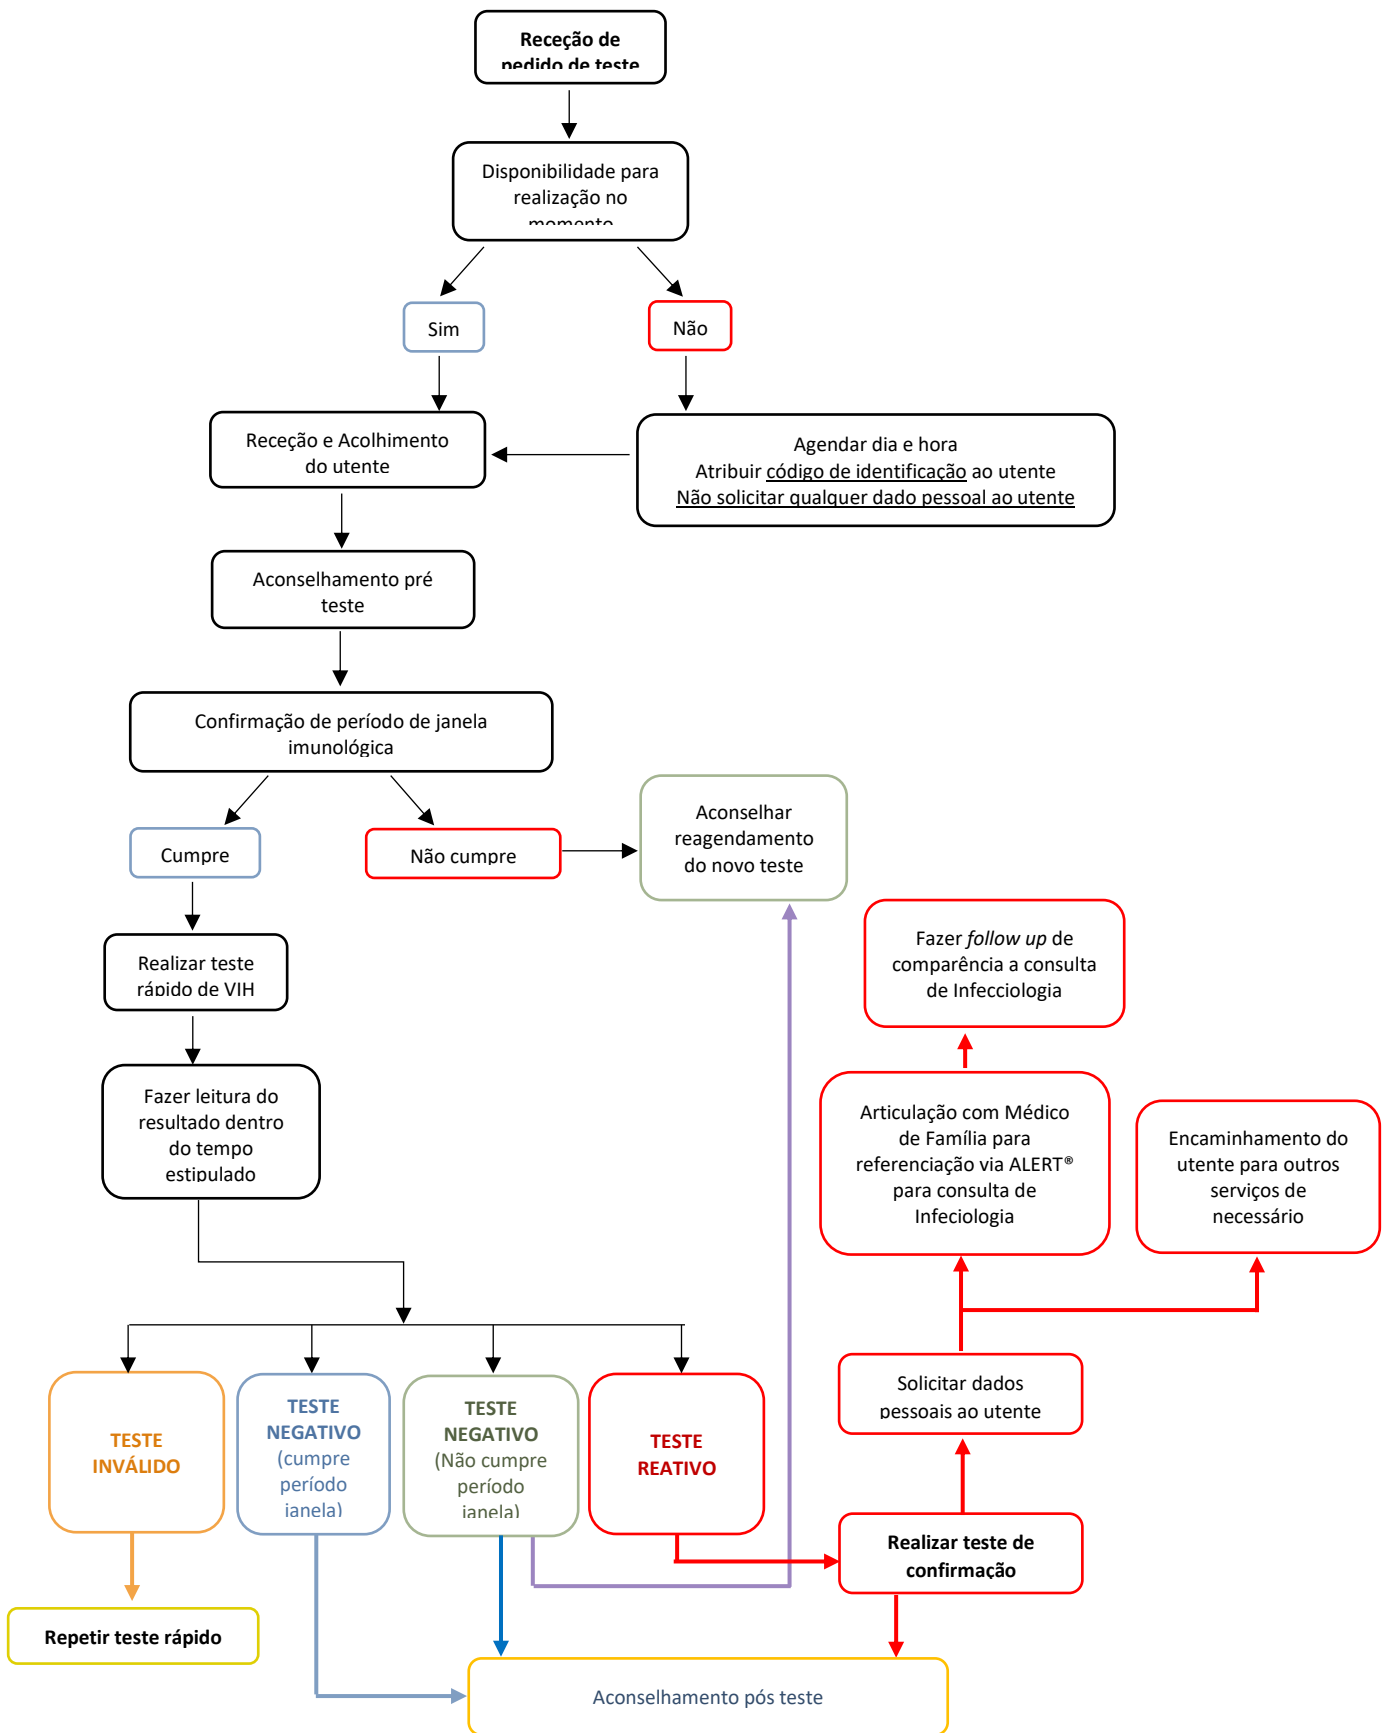 Receção de
pedido de teste
Disponibilidade para
realização no
momento
Sim
Não
Receção e Acolhimento
do utente
Agendar dia e hora
Atribuir código de identificação ao utente
Não solicitar qualquer dado pessoal ao utente
Aconselhamento pré
teste
Confirmação de período de janela
imunológica
Cumpre
Não cumpre
Aconselhar
reagendamento
do novo teste
Realizar teste
rápido de VIH
Fazer follow up de
comparência a consulta
de Infecciologia
Fazer leitura do
resultado dentro
do tempo
estipulado
Articulação com Médico
de Família para
referenciação via ALERT®
para consulta de
Infeciologia
Encaminhamento do
utente para outros
serviços de
necessário
Solicitar dados
pessoais ao utente
TESTE
INVÁLIDO
TESTE
NEGATIVO
(cumpre
período
janela)
TESTE
NEGATIVO
(Não cumpre
período
janela)
TESTE
REATIVO
Realizar teste de
confirmação
Repetir teste rápido
Aconselhamento pós teste